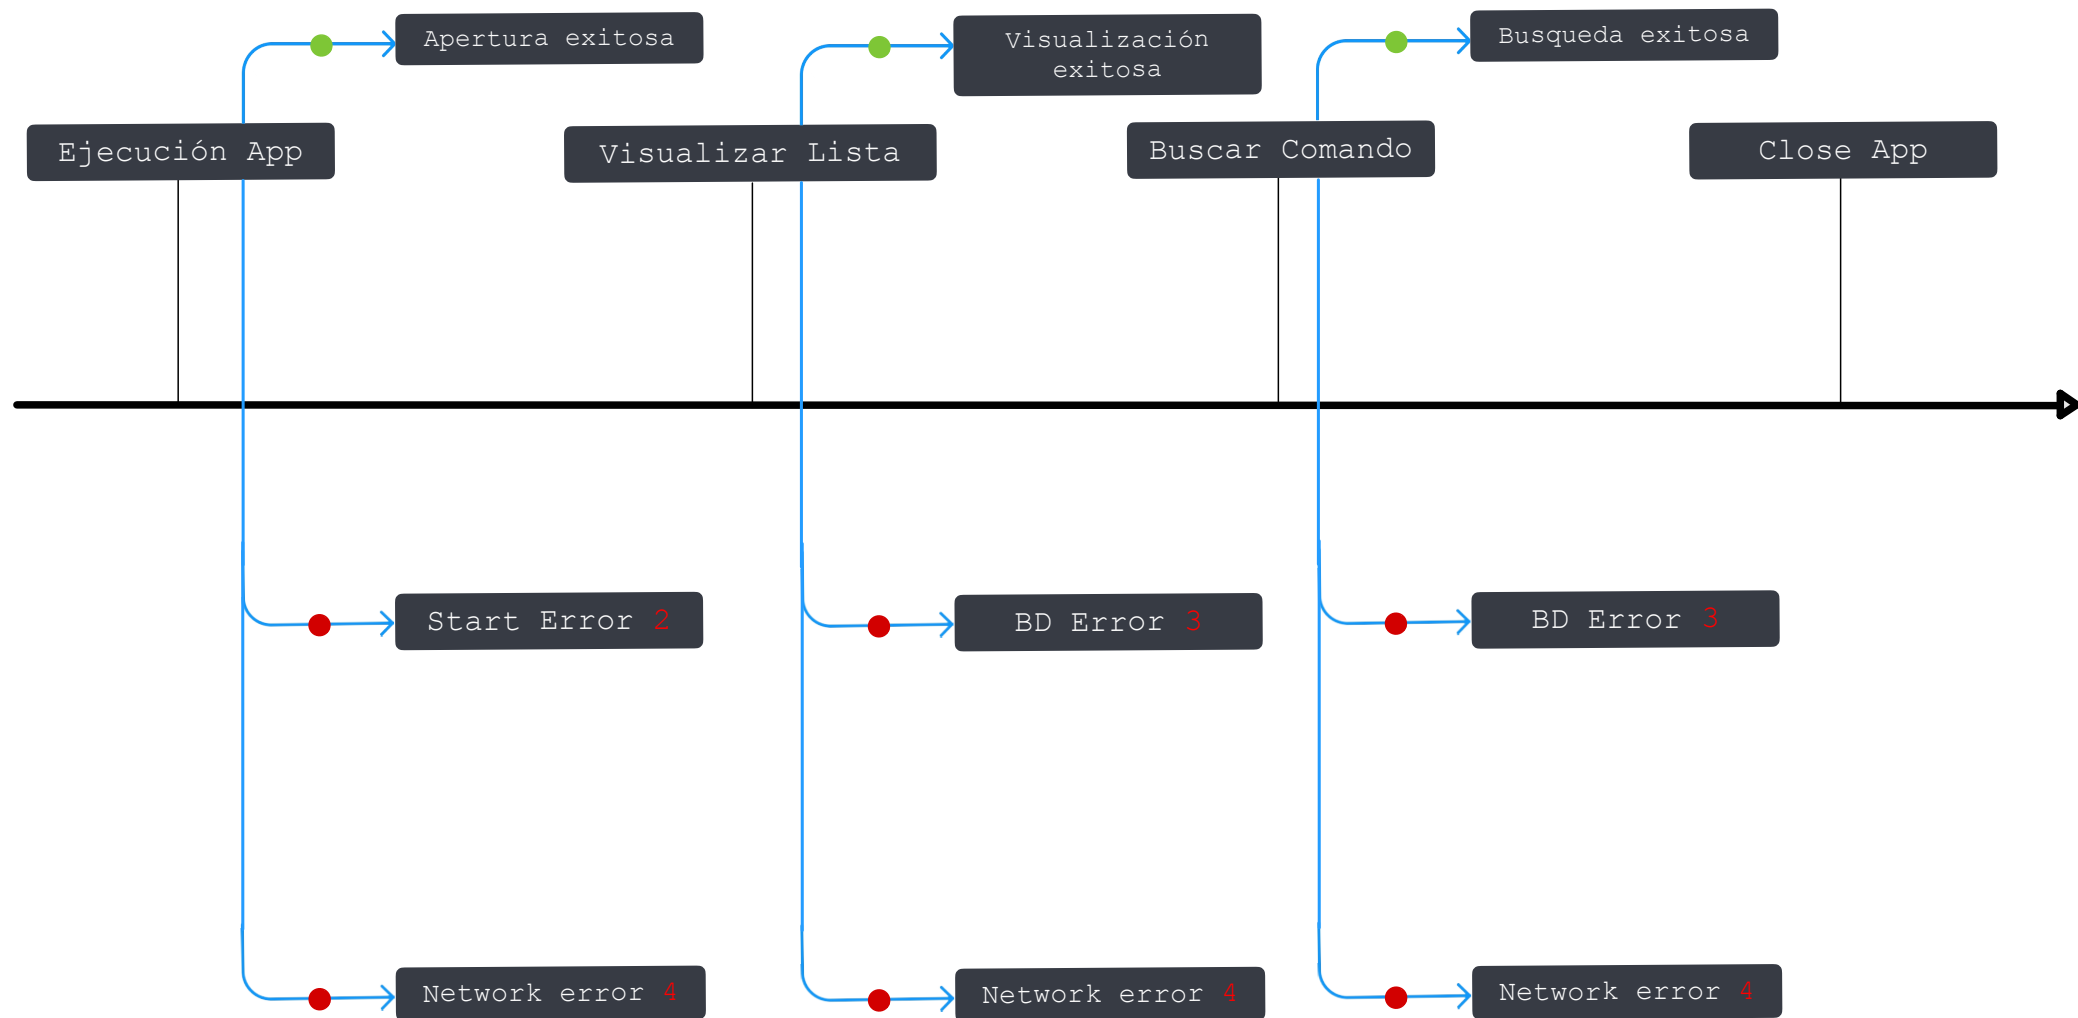 Apertura exitosa
Visualización
exitosa
Busqueda exitosa
Ejecución App
Visualizar Lista
Buscar Comando
Close App
Start Error 2
BD Error 3
BD Error 3
Network error 4
Network error 4
Network error 4